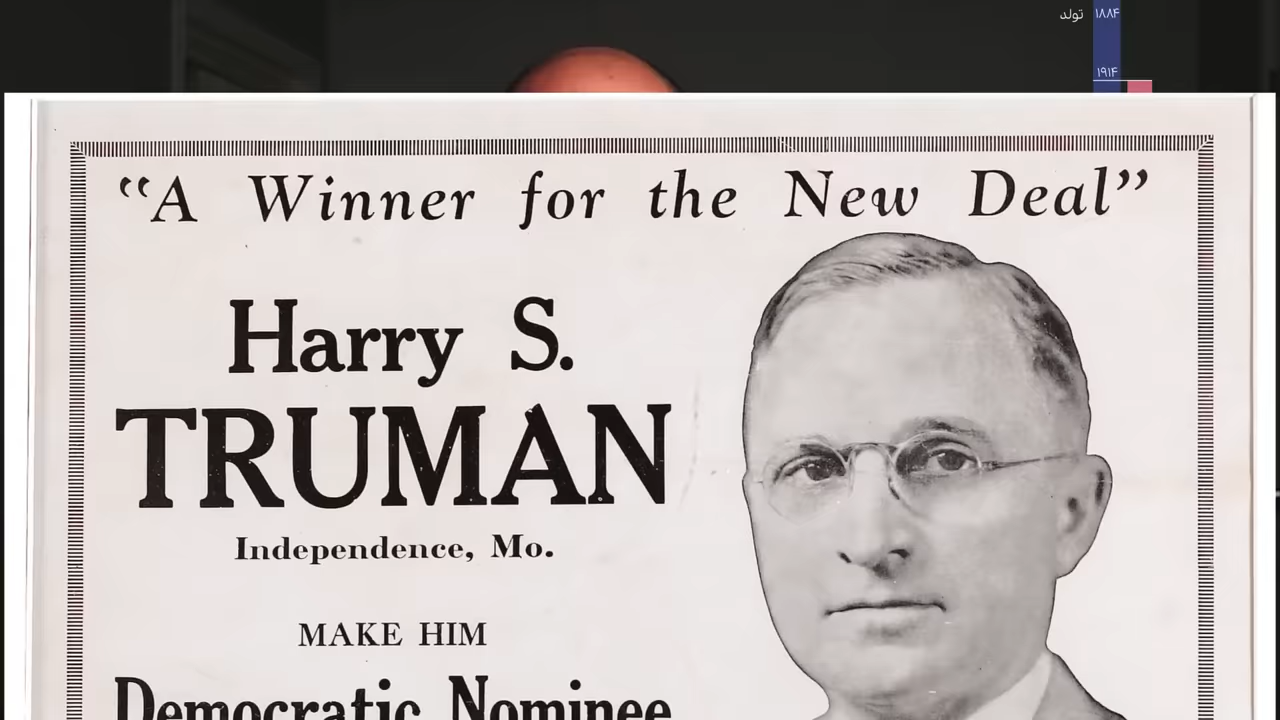 تولد ۱۸۸۴
۱۹۱۴
“A Winner for the New Deal”
Harry S.
TRUMAN
Independence, Mo.
MAKE HIM
Democratic Nominee